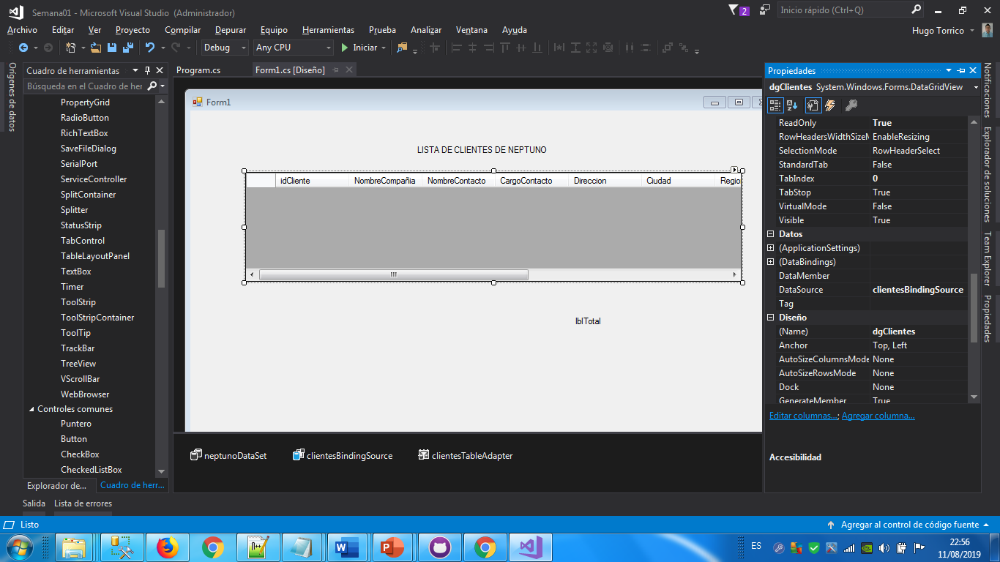 Semana01 - Microsoft Visual Studio (Administrador)
2
Inicio rápido (Ctrl+Q)
Archivo Editar Ver Proyecto Compilar Depurar Equipo Herramientas Prueba Analizar Ventana Ayuda
Hugo Torrico
Debug Any CPU Iniciar
Orígenes de datos
Cuadro de herramientas
Búsqueda en el Cuadro de her
PropertyGrid
RadioButton
RichTextBox
SaveFileDialog
SerialPort
ServiceController
SplitContainer
Splitter
StatusStrip
TabControl
TableLayoutPanel
TextBox
Timer
ToolStrip
ToolStripContainer
ToolTip
TrackBar
TreeView
VScrollBar
WebBrowser
Controles comunes
Puntero
Button
CheckBox
CheckedListBox
Explorador de... Cuadro de herr...
Program.cs Form1.cs [Diseño]
Form1
LISTA DE CLIENTES DE NEPTUNO
idCliente NombreCompañia NombreContacto CargoContacto Direccion Ciudad Regio
lblTotal
neptunoDataSet clientesBindingSource clientesTableAdapter
Propiedades
dgClientes System.Windows.Forms.DataGridView
ReadOnly True
RowHeadersWidthSizeM EnableResizing
SelectionMode RowHeaderSelect
StandardTab False
TabIndex 0
TabStop True
VirtualMode False
Visible True
Datos
(ApplicationSettings)
(DataBindings)
DataMember
DataSource clientesBindingSource
Tag
Diseño
(Name) dgClientes
Anchor Top, Left
AutoSizeColumnsMode None
AutoSizeRowsMode None
Dock None
GenerateMember True
Editar columnas...; Agregar columna...
Accesibilidad
Notificaciones
Explorador de soluciones
Team Explorer
Propiedades
Salida Lista de errores
Listo
Agregar al control de código fuente
ES
22:56
11/08/2019